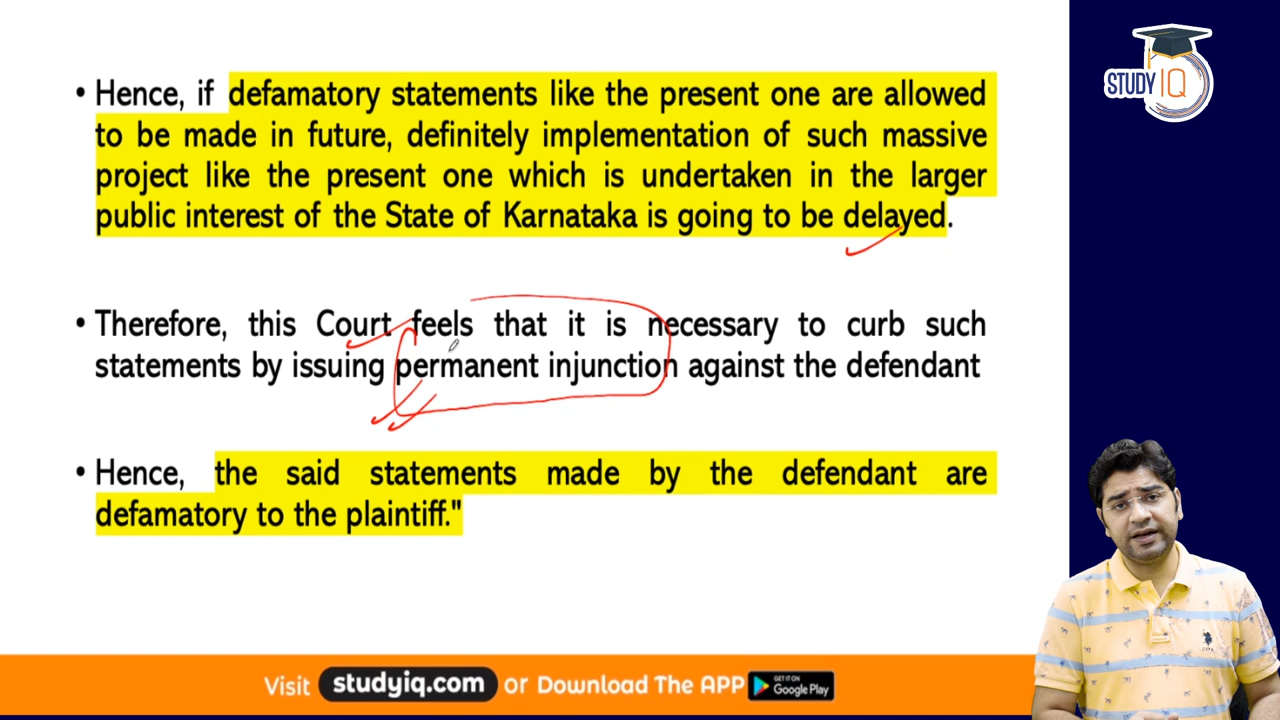 STUDY IQ
• Hence, if defamatory statements like the present one are allowed
to be made in future, definitely implementation of such massive
project like the present one which is undertaken in the larger
public interest of the State of Karnataka is going to be delayed.
• Therefore, this Court feels that it is necessary to curb such
statements by issuing permanent injunction against the defendant
• Hence, the said statements made by the defendant are
defamatory to the plaintiff."
Visit studyiq.com or Download The APP GET IT ON Google Play